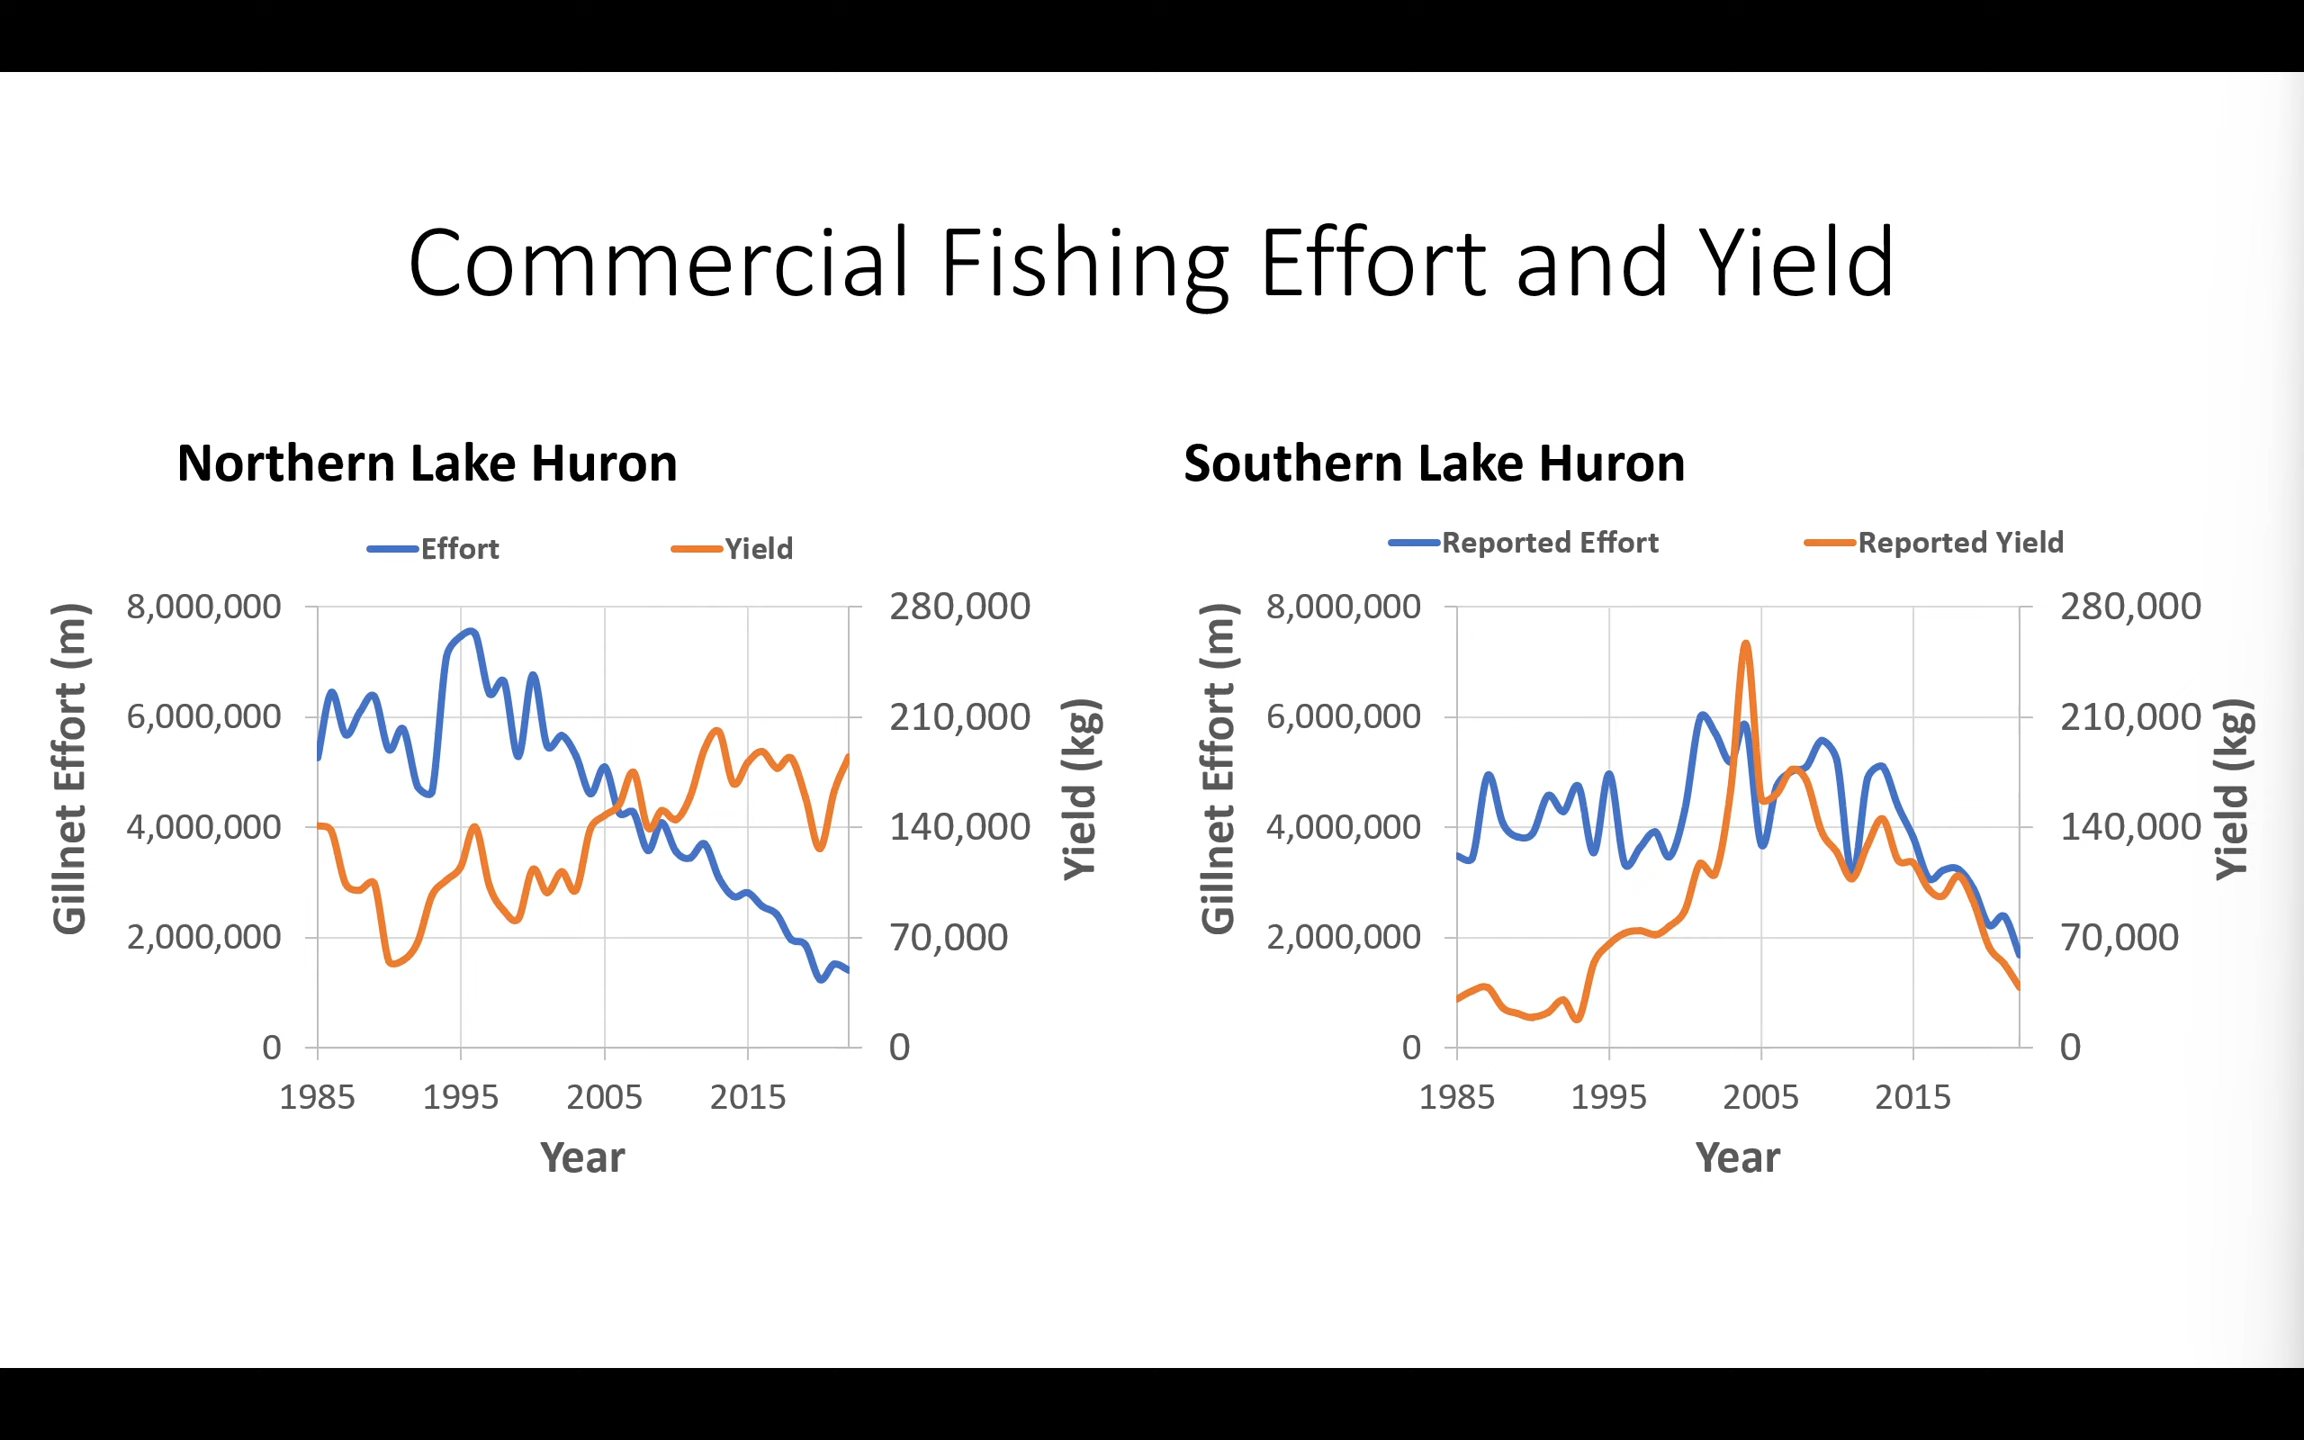 Commercial Fishing Effort and Yield
Northern Lake Huron
Effort
Yield
Gillnet Effort (m)
8,000,000
6,000,000
4,000,000
2,000,000
0
280,000
210,000
140,000
70,000
0
Yield (kg)
1985
1995
2005
2015
Year
Southern Lake Huron
Reported Effort
Reported Yield
Gillnet Effort (m)
8,000,000
6,000,000
4,000,000
2,000,000
0
280,000
210,000
140,000
70,000
0
Yield (kg)
1985
1995
2005
2015
Year